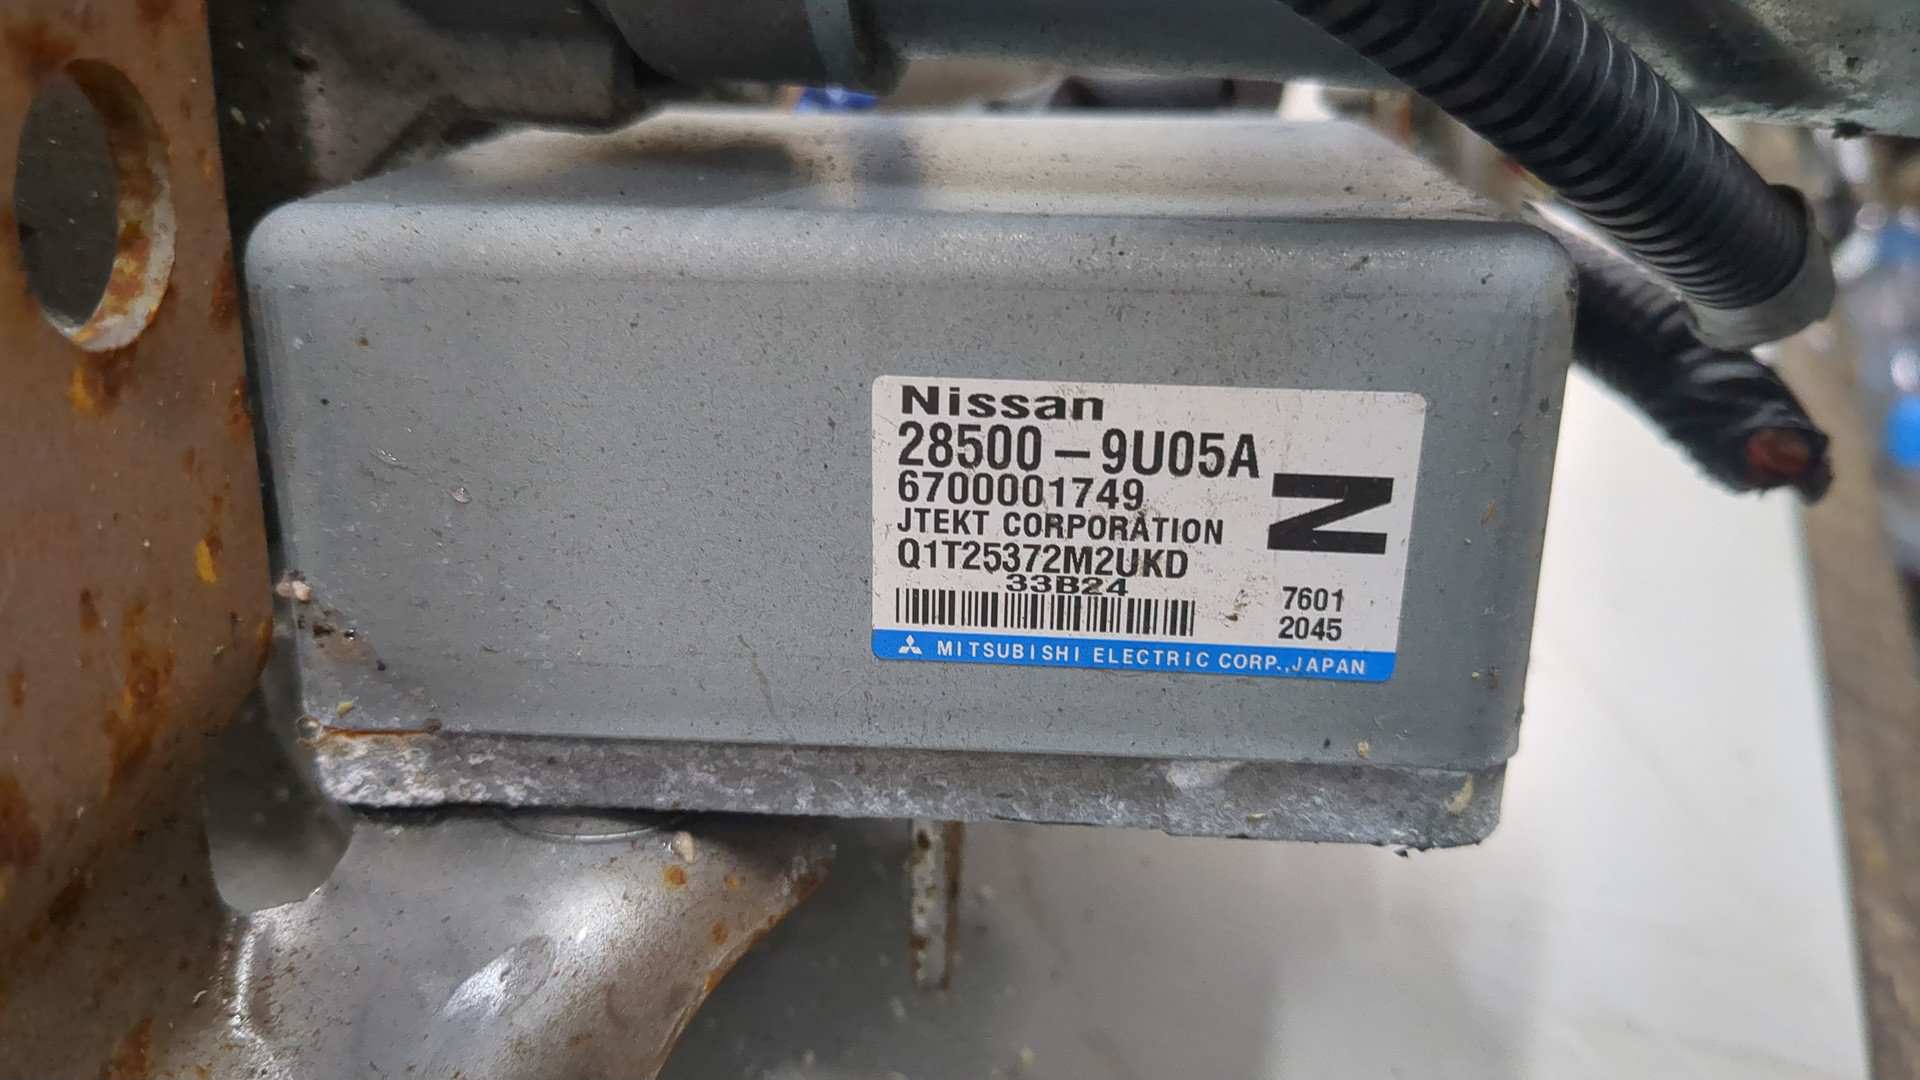 Nissan
28500-9U05A
6700001749
JTEKT CORPORATION
Q1T25372M2UKD
33B24
N
7601
2045
MITSUBISHI ELECTRIC CORP.,JAPAN